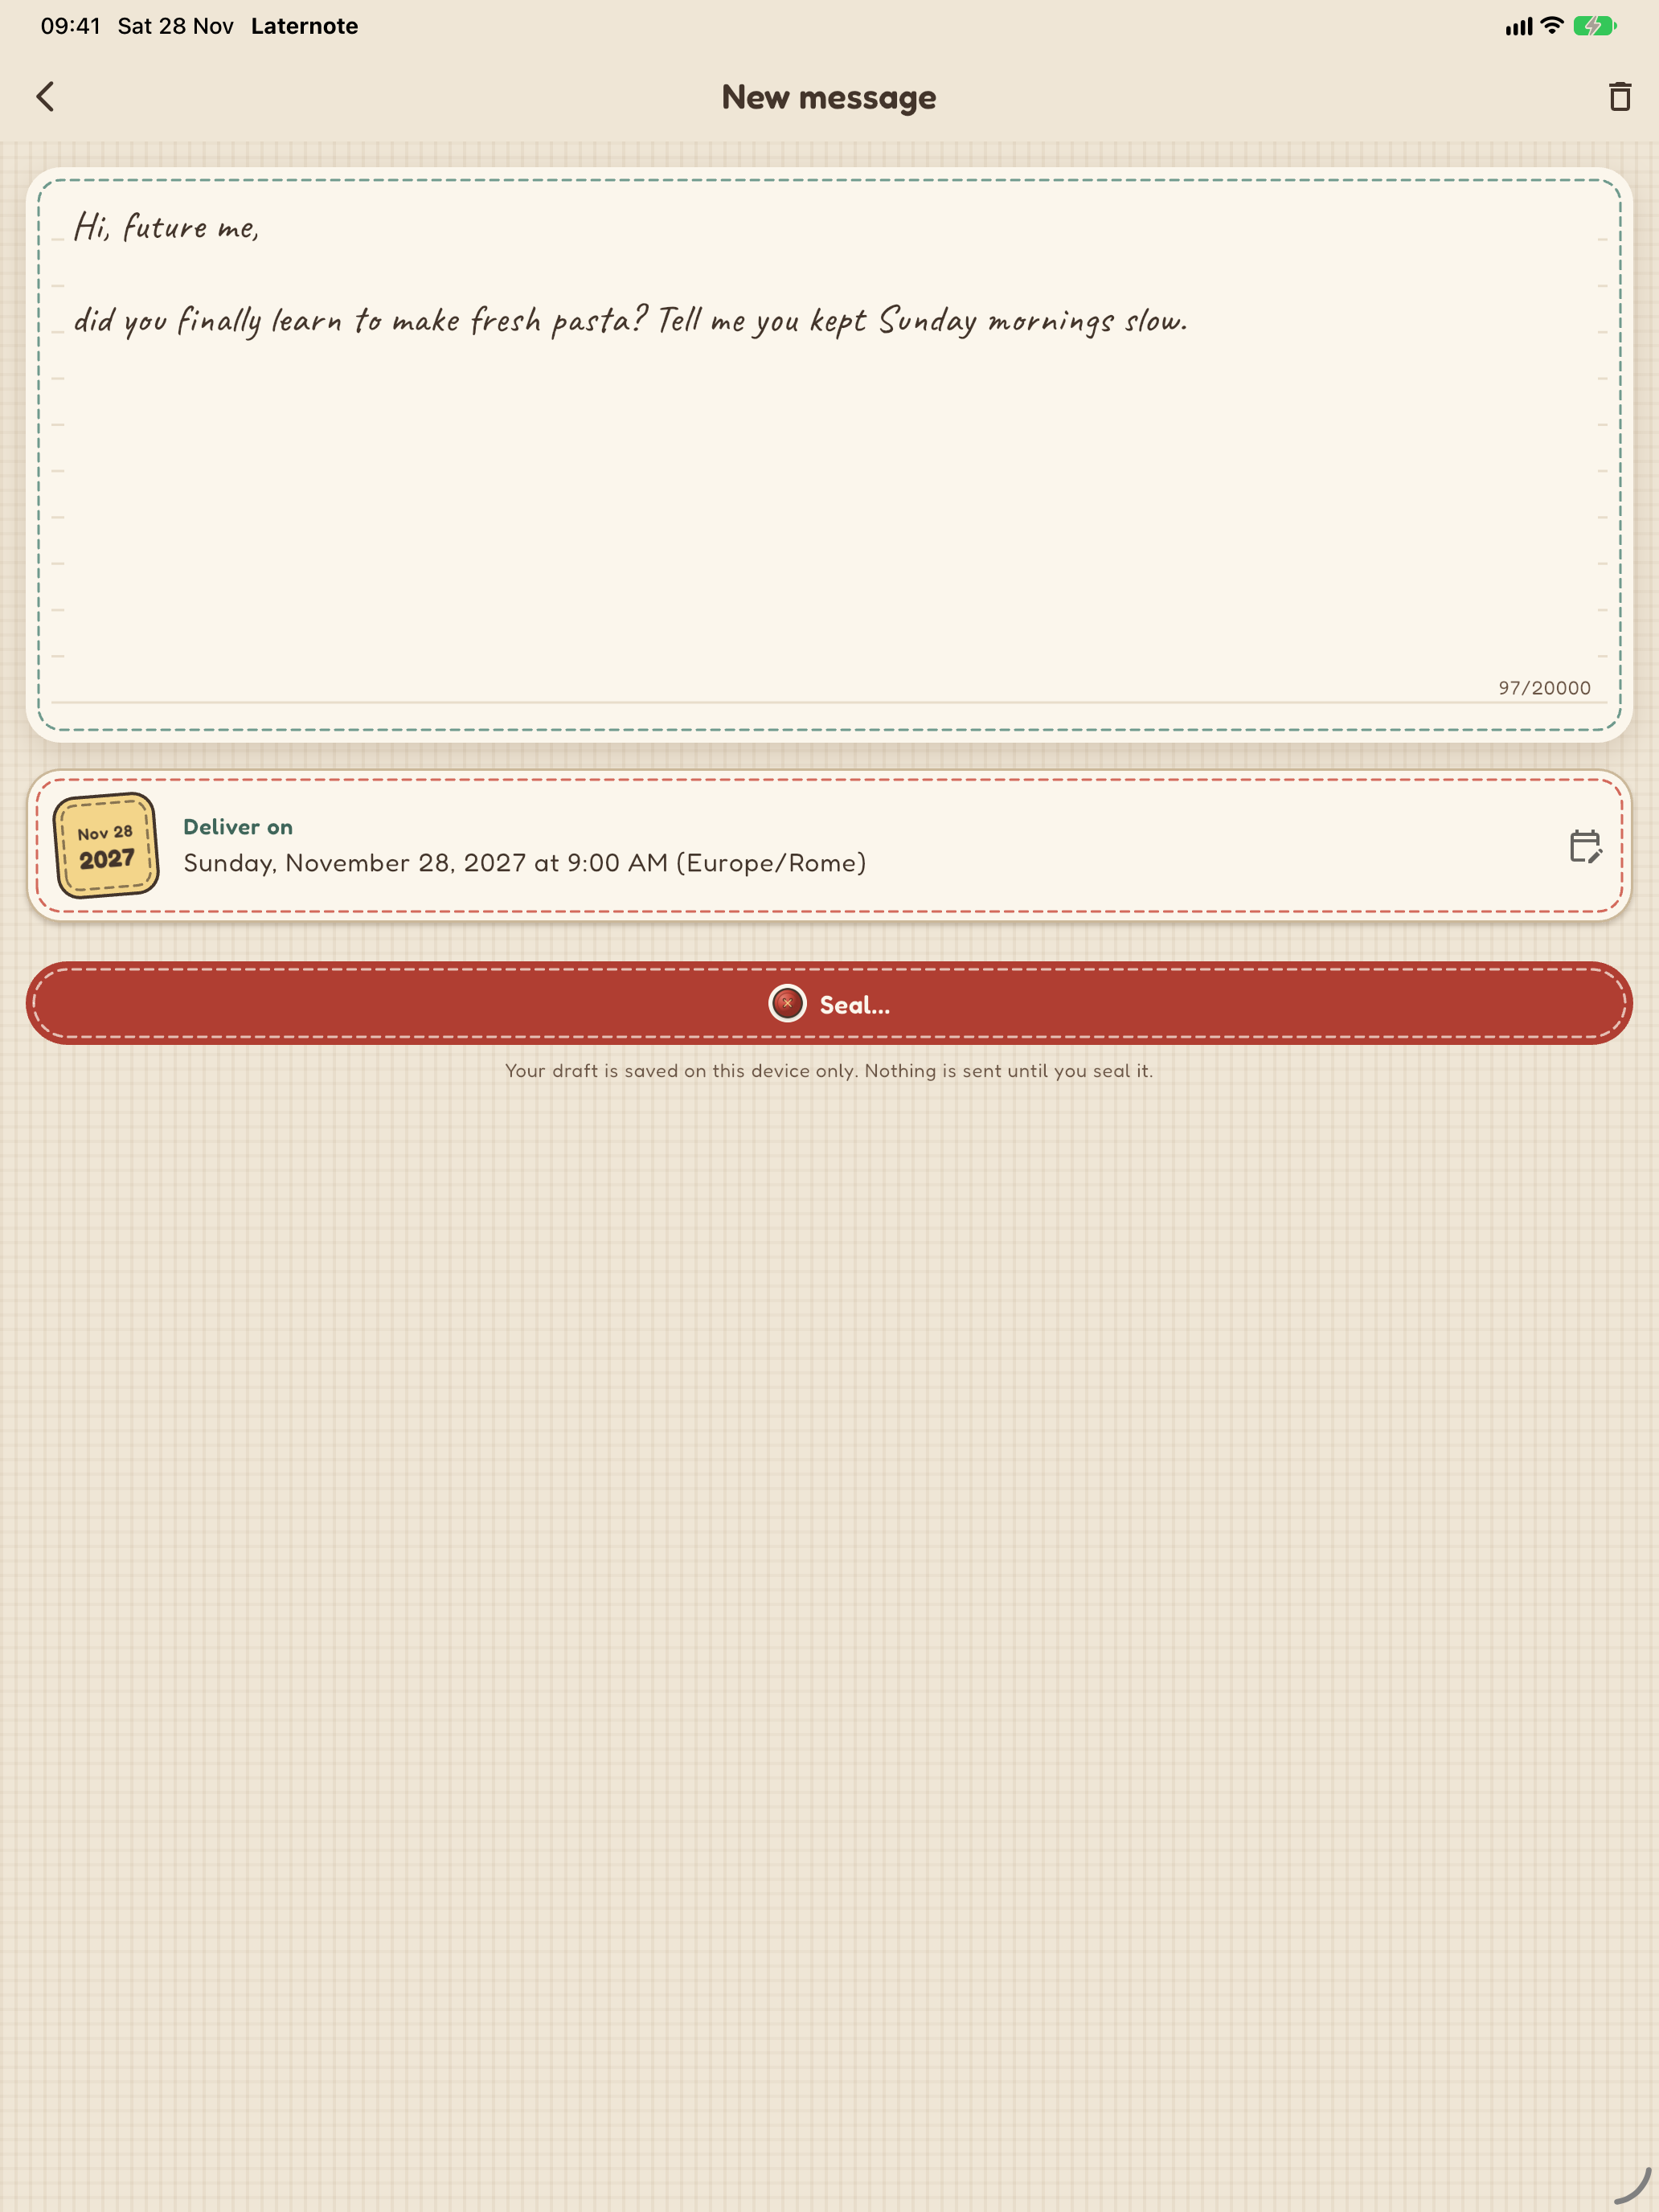 09:41 Sat 28 Nov Laternote
New message
Hi, future me,
did you finally learn to make fresh pasta? Tell me you kept Sunday mornings slow.
97/20000
Nov 28
2027
Deliver on
Sunday, November 28, 2027 at 9:00 AM (Europe/Rome)
Seal...
Your draft is saved on this device only. Nothing is sent until you seal it.